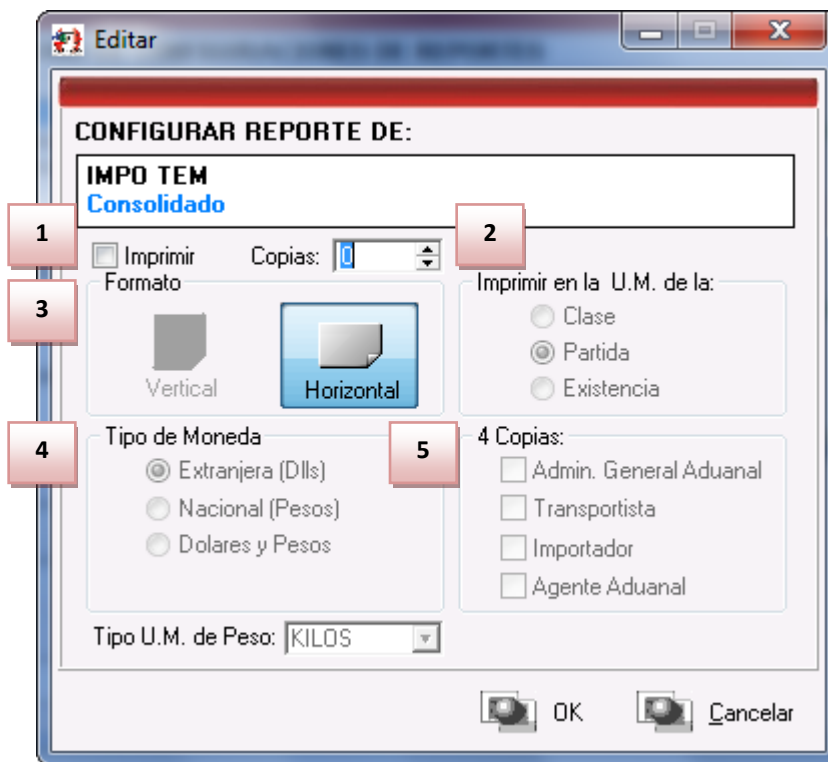 Editar
CONFIGURAR REPORTE DE:
IMPO TEM
Consolidado
1
2
Imprimir Copias: 0
3
Formato
Vertical
Horizontal
Imprimir en la U.M. de la:
Clase
Partida
Existencia
4
Tipo de Moneda
Extranjera (Dlls)
Nacional (Pesos)
Dolares y Pesos
5
4 Copias:
Admin. General Aduanal
Transportista
Importador
Agente Aduanal
Tipo U.M. de Peso: KILOS
OK
Cancelar